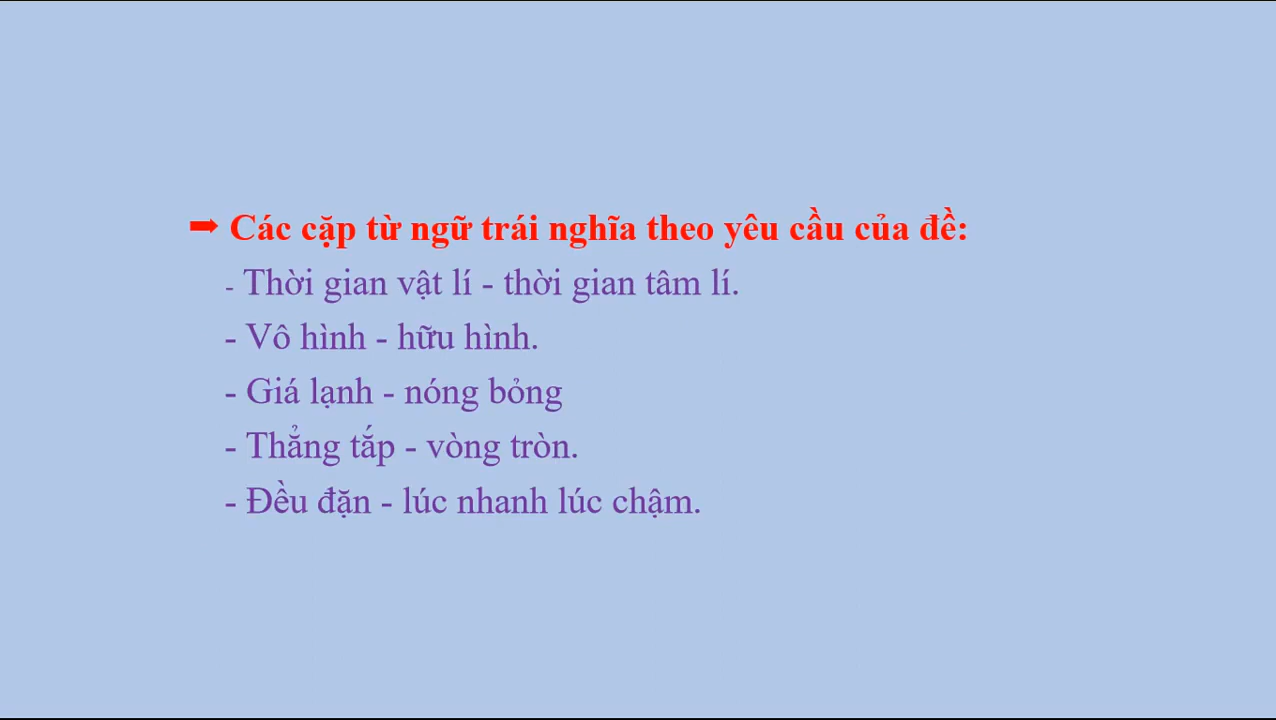 ➡ Các cặp từ ngữ trái nghĩa theo yêu cầu của đề:
- Thời gian vật lí - thời gian tâm lí.
- Vô hình - hữu hình.
- Giá lạnh - nóng bỏng
- Thẳng tắp - vòng tròn.
- Đều đặn - lúc nhanh lúc chậm.